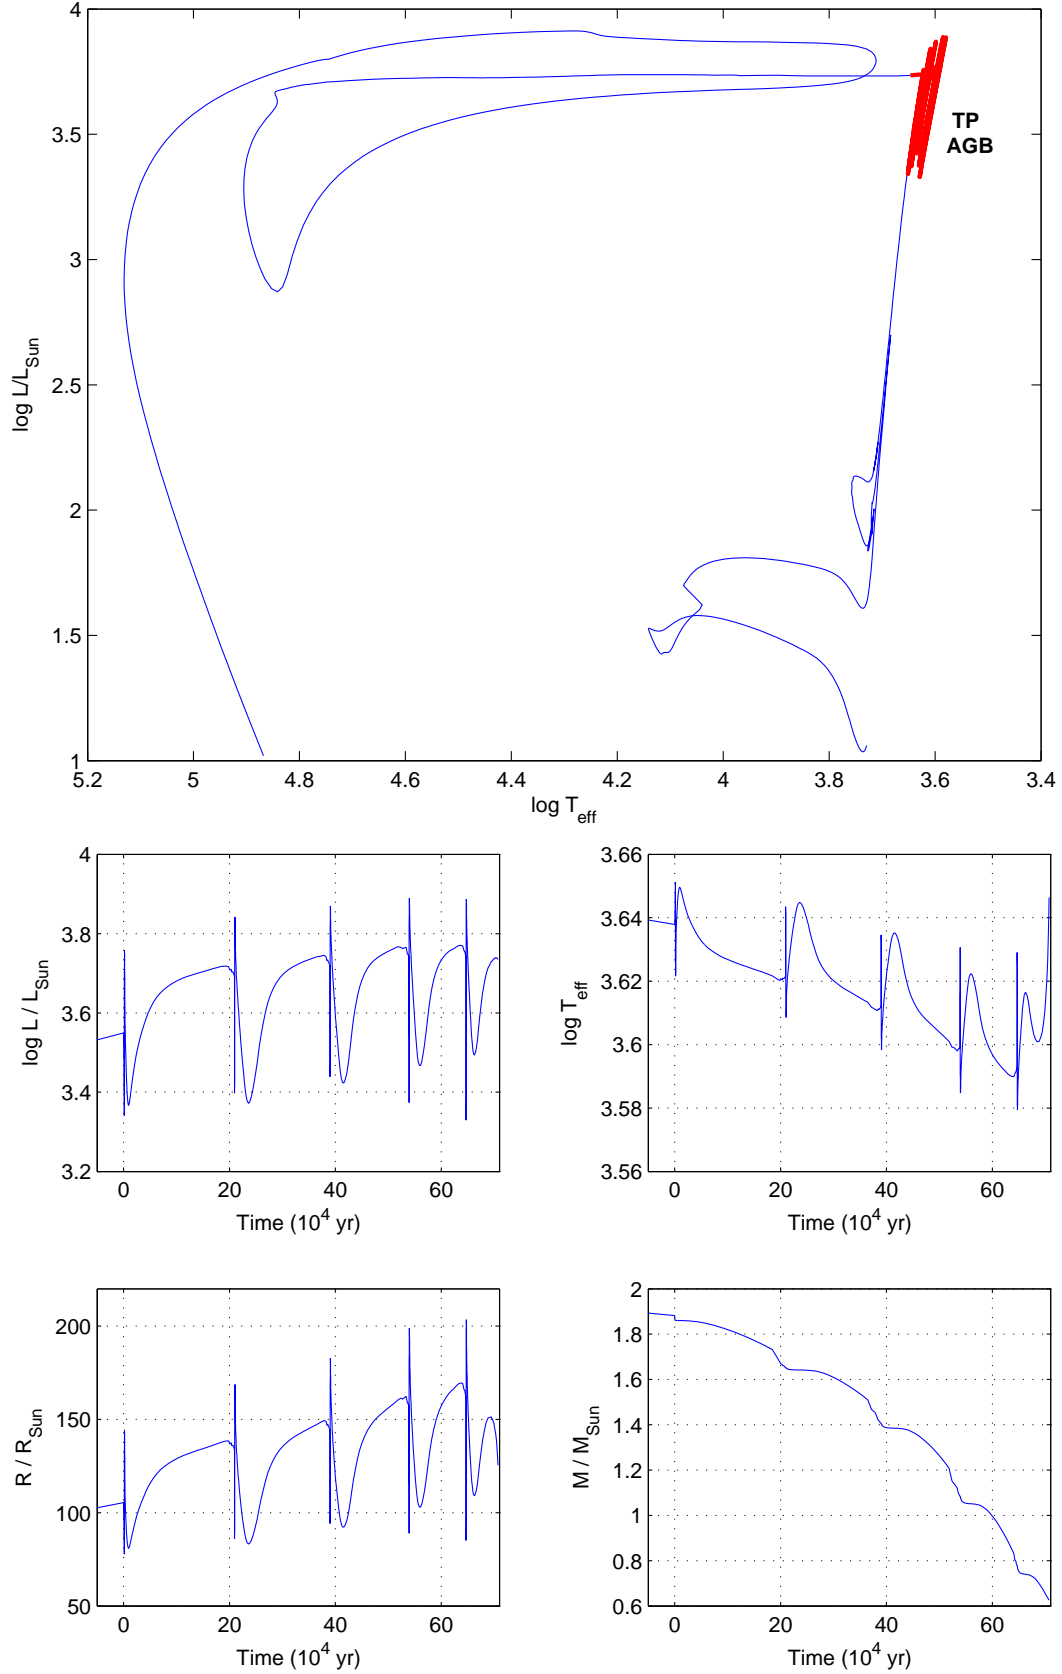 4
3.5
3
2.5
2
1.5
1
log L/L_Sun
TP
AGB
5.2 5 4.8 4.6 4.4 4.2 4 3.8 3.6 3.4
log T_eff
4
3.8
3.6
3.4
3.2
log L / L_Sun
0 20 40 60
Time (10^4 yr)
3.66
3.64
3.62
3.6
3.58
3.56
log T_eff
0 20 40 60
Time (10^4 yr)
200
150
100
50
R / R_Sun
0 20 40 60
Time (10^4 yr)
2
1.8
1.6
1.4
1.2
1
0.8
0.6
M / M_Sun
0 20 40 60
Time (10^4 yr)